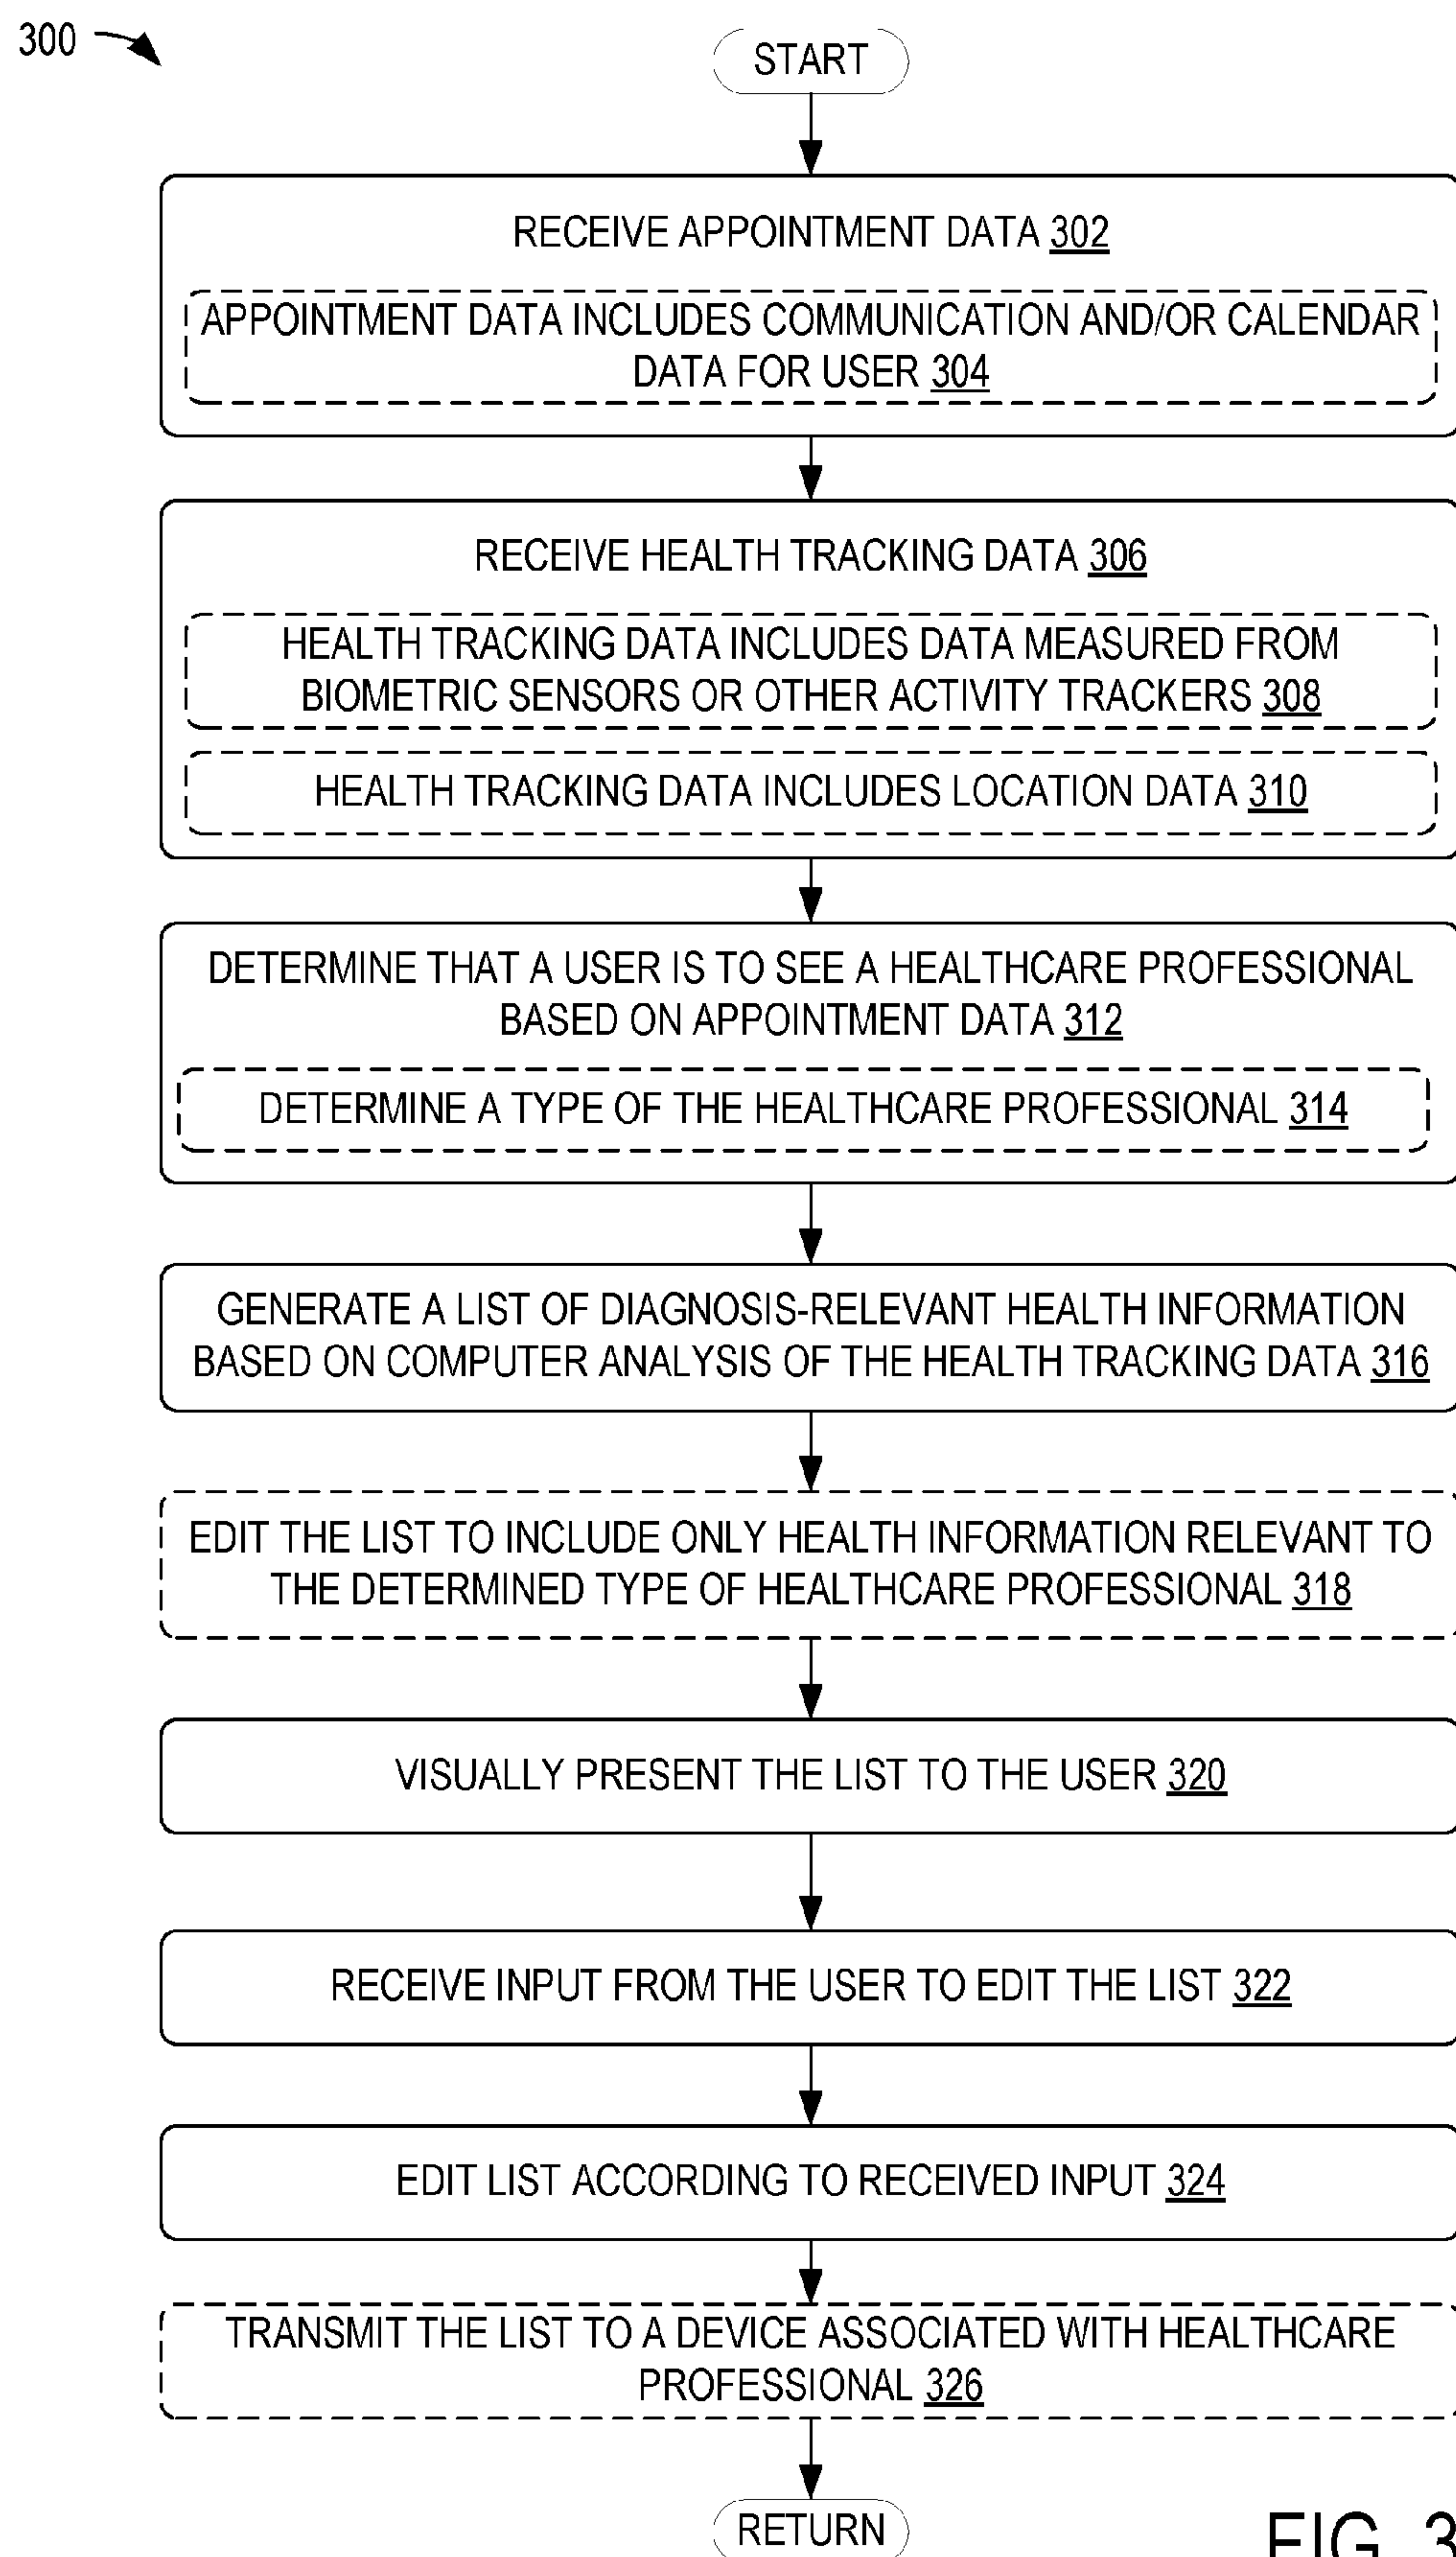 300
START
RECEIVE APPOINTMENT DATA 302
APPOINTMENT DATA INCLUDES COMMUNICATION AND/OR CALENDAR
DATA FOR USER 304
RECEIVE HEALTH TRACKING DATA 306
HEALTH TRACKING DATA INCLUDES DATA MEASURED FROM
BIOMETRIC SENSORS OR OTHER ACTIVITY TRACKERS 308
HEALTH TRACKING DATA INCLUDES LOCATION DATA 310
DETERMINE THAT A USER IS TO SEE A HEALTHCARE PROFESSIONAL
BASED ON APPOINTMENT DATA 312
DETERMINE A TYPE OF THE HEALTHCARE PROFESSIONAL 314
GENERATE A LIST OF DIAGNOSIS-RELEVANT HEALTH INFORMATION
BASED ON COMPUTER ANALYSIS OF THE HEALTH TRACKING DATA 316
EDIT THE LIST TO INCLUDE ONLY HEALTH INFORMATION RELEVANT TO
THE DETERMINED TYPE OF HEALTHCARE PROFESSIONAL 318
VISUALLY PRESENT THE LIST TO THE USER 320
RECEIVE INPUT FROM THE USER TO EDIT THE LIST 322
EDIT LIST ACCORDING TO RECEIVED INPUT 324
TRANSMIT THE LIST TO A DEVICE ASSOCIATED WITH HEALTHCARE
PROFESSIONAL 326
RETURN
FIG. 3